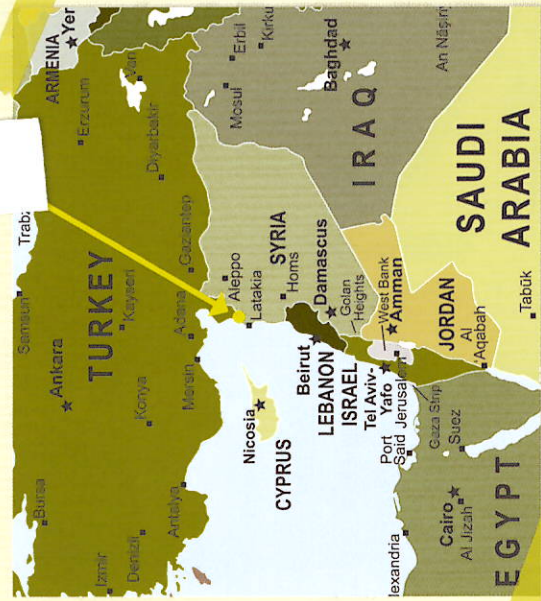 Samsun
Trabz
ARMENIA
Yer
Bursa
Ankara
Erzurum
TURKEY
Izmir
Kayseri
Denizli
Van
Konya
Diyarbakir
Antalya
Mersin
Adana
Gaziantep
Aleppo
Mosul
Erbil
Kirku
Latakia
Nicosia
SYRIA
CYPRUS
Homs
Beirut
Damascus
LEBANON
Baghdad
Golan
Heights
ISRAEL
IRAQ
Tel Aviv-
Yafo
West Bank
Amman
Port
Said
Jerusalem
lexandria
JORDAN
An Nāşirīy
Gaza Strip
Al
Aqabah
Suez
Cairo
Al Jīzah
SAUDI
ARABIA
EGYPT
Tabūk